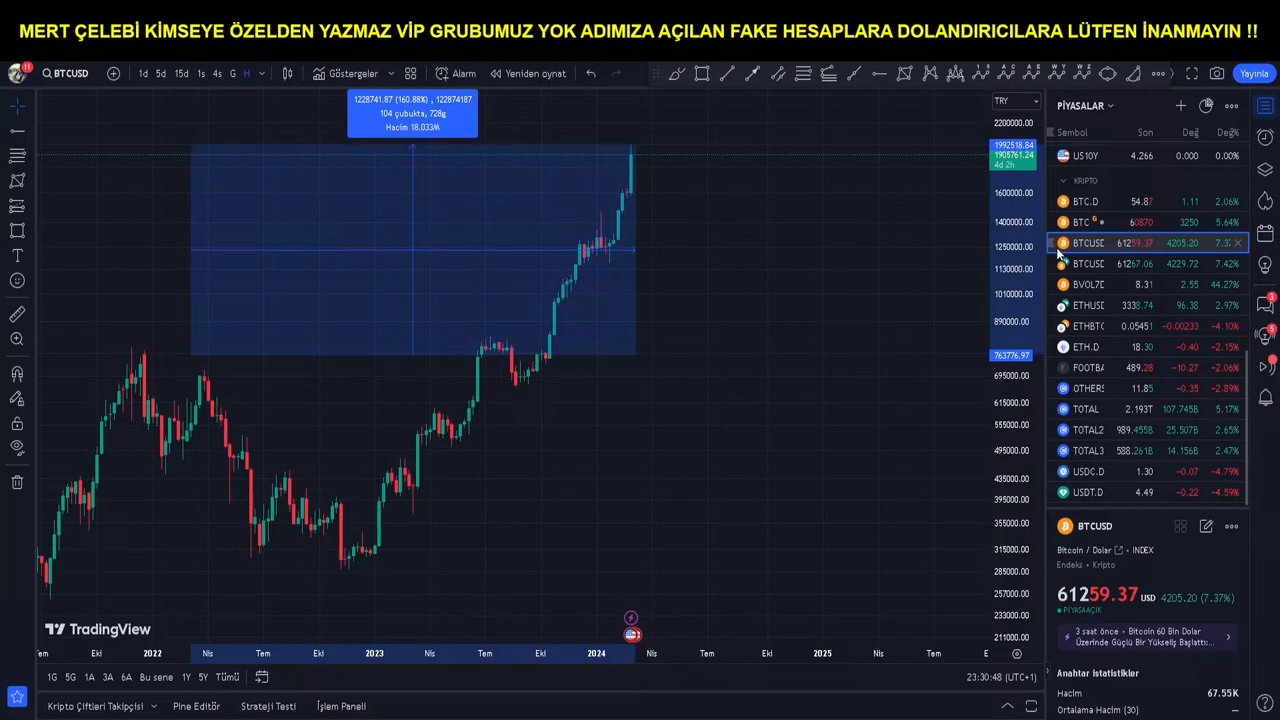 MERT ÇELEBİ KİMSEYE ÖZELDEN YAZMAZ VİP GRUBUMUZ YOK ADIMIZA AÇILAN FAKE HESAPLARA DOLANDIRICILARA LÜTFEN İNANMAYIN !!
11 BTCUSD 1d 5d 15d 1s 4s G H Göstergeler Alarm Yeniden oynat Yayınla
1228741.87 (160.88%) , 122874187
104 çubukta, 728g
Hacim 18.033M
TRY
2200000.00
1992518.84
1905761.24
4d 2h
1600000.00
1400000.00
1250000.00
1130000.00
1010000.00
890000.00
763776.97
695000.00
615000.00
555000.00
495000.00
435000.00
395000.00
355000.00
315000.00
285000.00
257000.00
233000.00
211000.00
TradingView
Tem Eki 2022 Nis Tem Eki 2023 Nis Tem Eki 2024 Nis Tem Eki 2025 Nis Tem E
1G 5G 1A 3A 6A Bu sene 1Y 5Y Tümü 23:30:48 (UTC+1)
Kripto Çiftleri Takipçisi Pine Editör Strateji Testi İşlem Paneli
PİYASALAR
Sembol Son Değ Değ%
US10Y 4.266 0.000 0.00%
KRIPTO
BTC.D 54.87 1.11 2.06%
BTC G 60870 3250 5.64%
BTCUSD 61259.37 4205.20 7.37
BTCUSD 61267.06 4229.72 7.42%
BVOL7D 8.31 2.55 44.27%
ETHUSD 3338.74 96.38 2.97%
ETHBTC 0.05451 −0.00233 −4.10%
ETH.D 18.30 −0.40 −2.15%
FOOTBA 489.28 −10.27 −2.06%
OTHERS 11.85 −0.35 −2.89%
TOTAL 2.193T 107.745B 5.17%
TOTAL2 989.455B 25.507B 2.65%
TOTAL3 588.261B 14.156B 2.47%
USDC.D 1.30 −0.07 −4.79%
USDT.D 4.49 −0.22 −4.59%
BTCUSD
Bitcoin / Dolar • INDEX
Endeks • Kripto
61259.37 USD 4205.20 (7.37%)
PİYASA AÇIK
3 saat önce • Bitcoin 60 Bin Dolar
Üzerinde Güçlü Bir Yükseliş Başlattı:...
Anahtar istatistikler
Hacim 67.55K
Ortalama Hacim (30) —
3
5